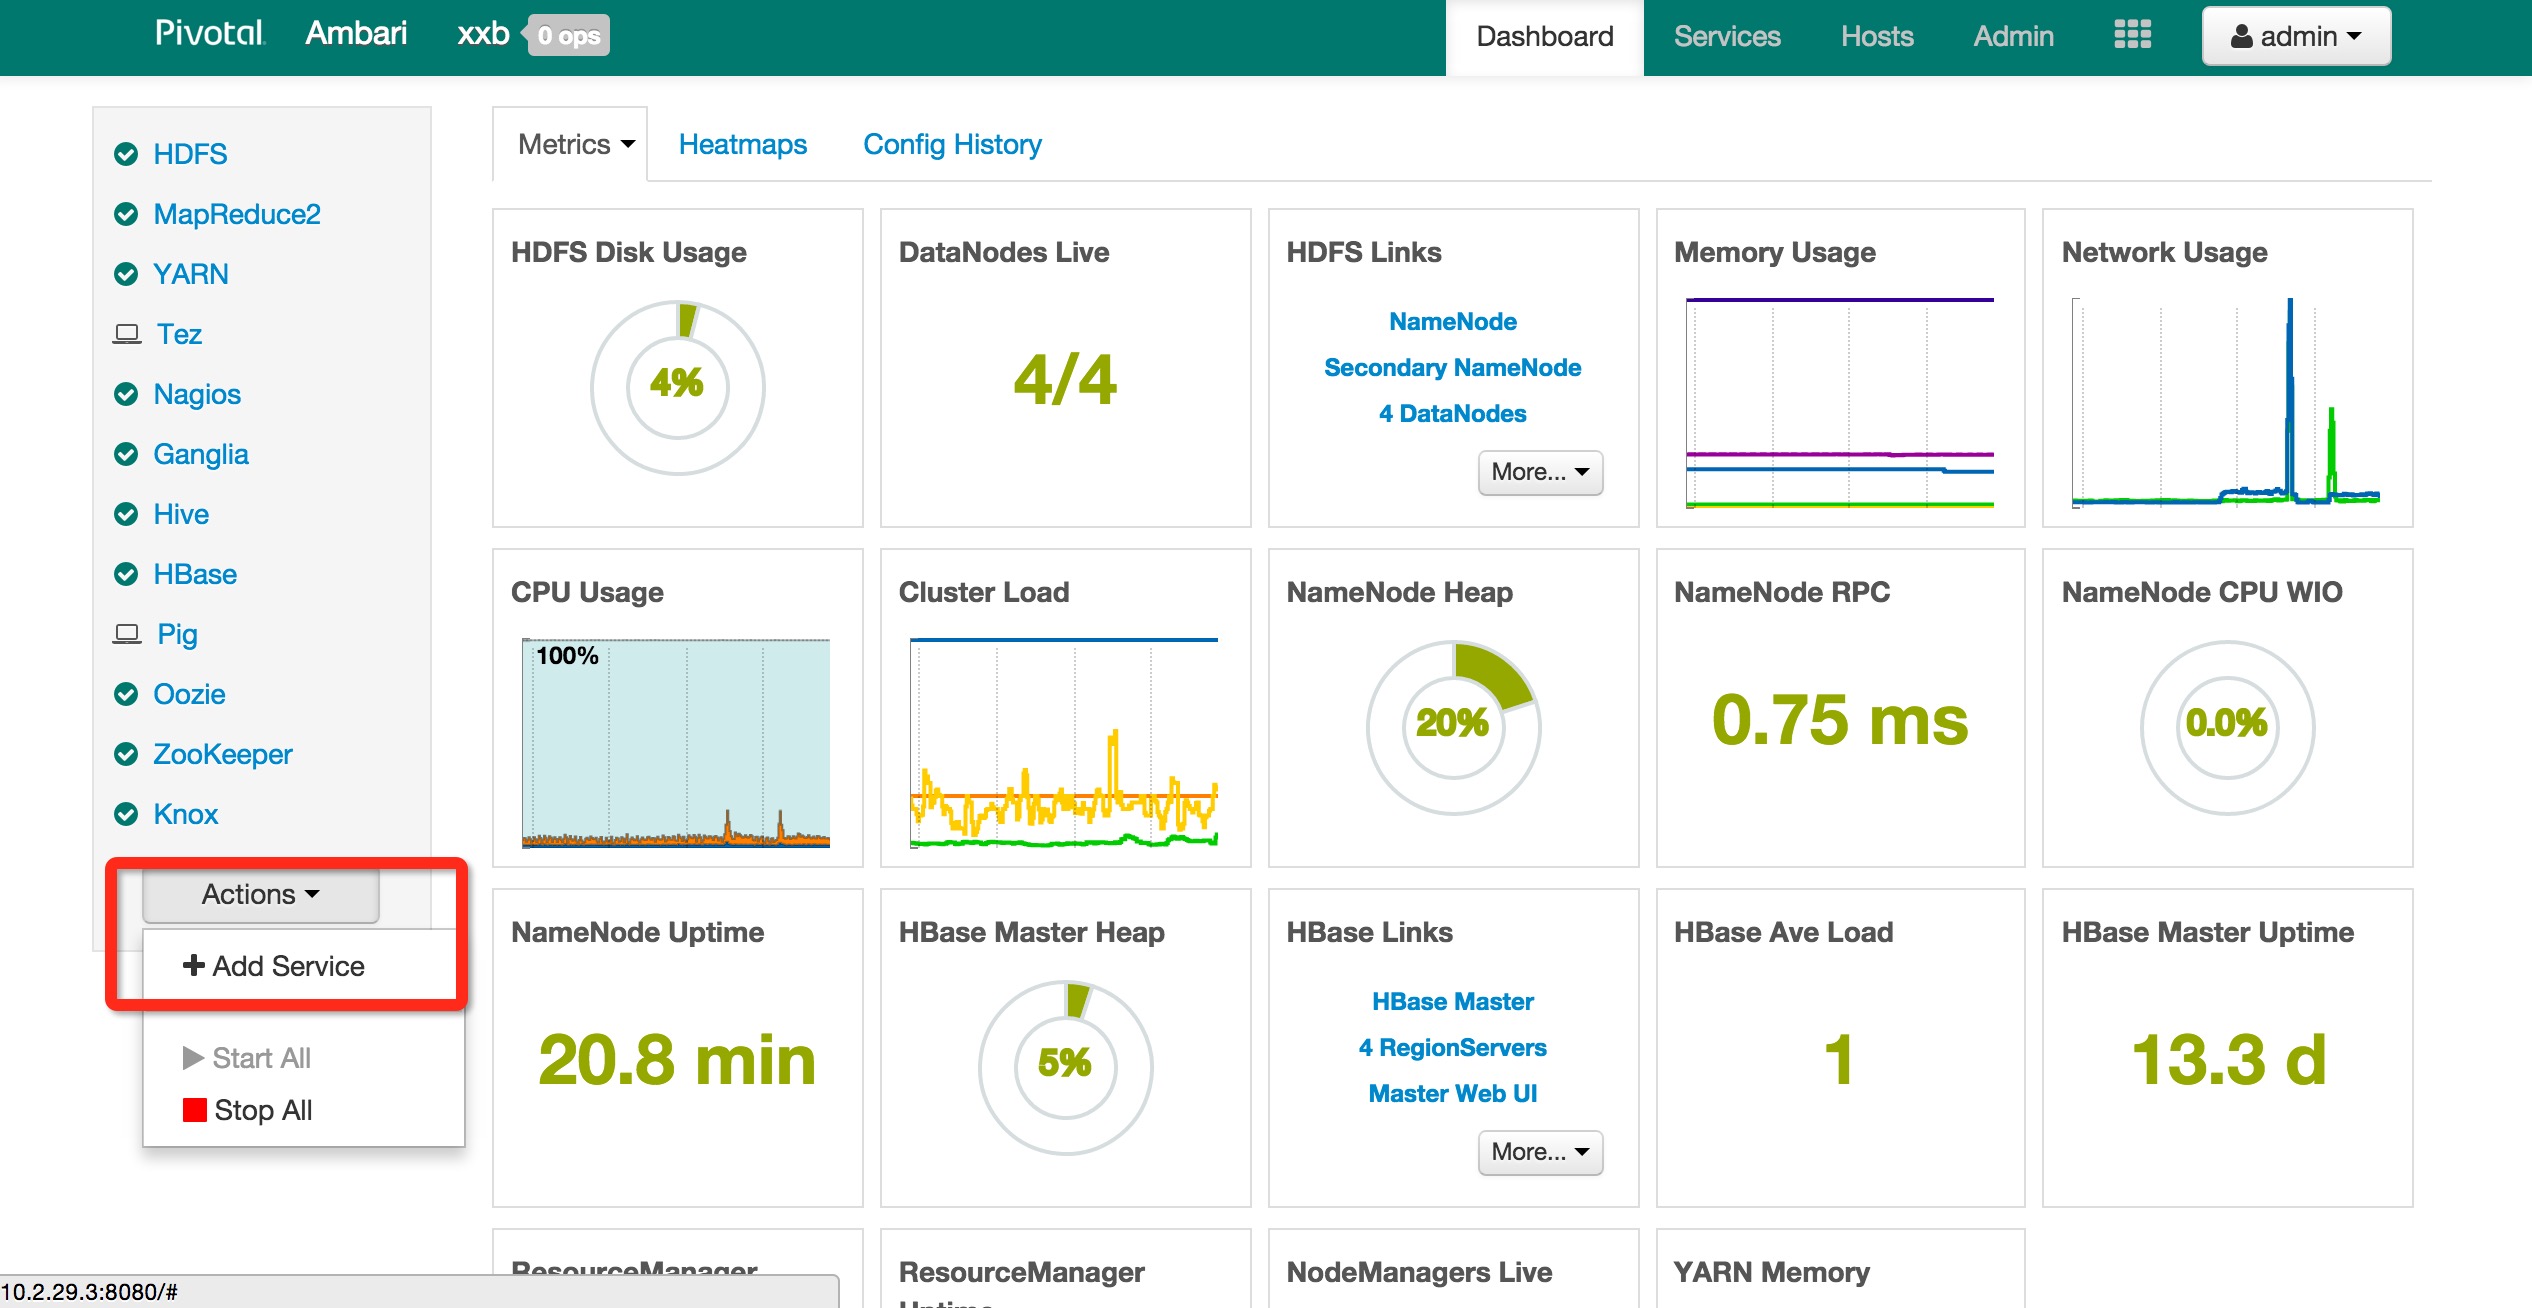 Pivotal Ambari xxb 0 ops Dashboard Services Hosts Admin admin
HDFS
MapReduce2
YARN
Tez
Nagios
Ganglia
Hive
HBase
Pig
Oozie
ZooKeeper
Knox
Actions
Add Service
Start All
Stop All
Metrics Heatmaps Config History
HDFS Disk Usage
4%
DataNodes Live
4/4
HDFS Links
NameNode
Secondary NameNode
4 DataNodes
More...
Memory Usage
Network Usage
CPU Usage
100%
Cluster Load
NameNode Heap
20%
NameNode RPC
0.75 ms
NameNode CPU WIO
0.0%
NameNode Uptime
20.8 min
HBase Master Heap
5%
HBase Links
HBase Master
4 RegionServers
Master Web UI
More...
HBase Ave Load
1
HBase Master Uptime
13.3 d
ResourceManager
ResourceManager
Uptime
NodeManagers Live
YARN Memory
10.2.29.3:8080/#